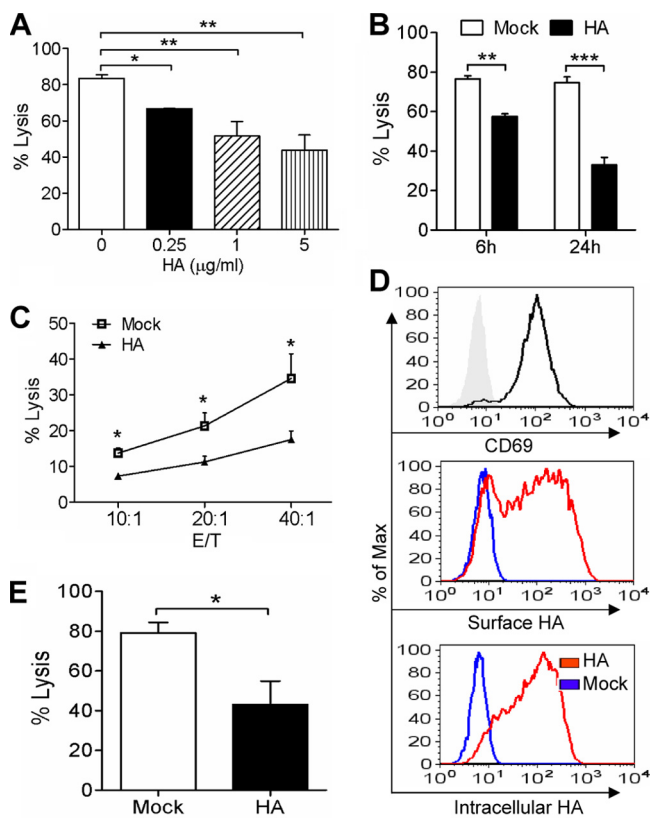 A
**
**
*
% Lysis
100
80
60
40
20
0
0 0.25 1 5
HA (μg/ml)
B
Mock HA
** ***
% Lysis
100
80
60
40
20
0
6h 24h
C
Mock
HA
% Lysis
50
40
30
20
10
0
* * *
10:1 20:1 40:1
E/T
D
% of Max
100
80
60
40
20
0
10⁰ 10¹ 10² 10³ 10⁴
CD69
100
80
60
40
20
0
10⁰ 10¹ 10² 10³ 10⁴
Surface HA
HA
Mock
100
80
60
40
20
0
10⁰ 10¹ 10² 10³ 10⁴
Intracellular HA
E
*
% Lysis
100
80
60
40
20
0
Mock HA